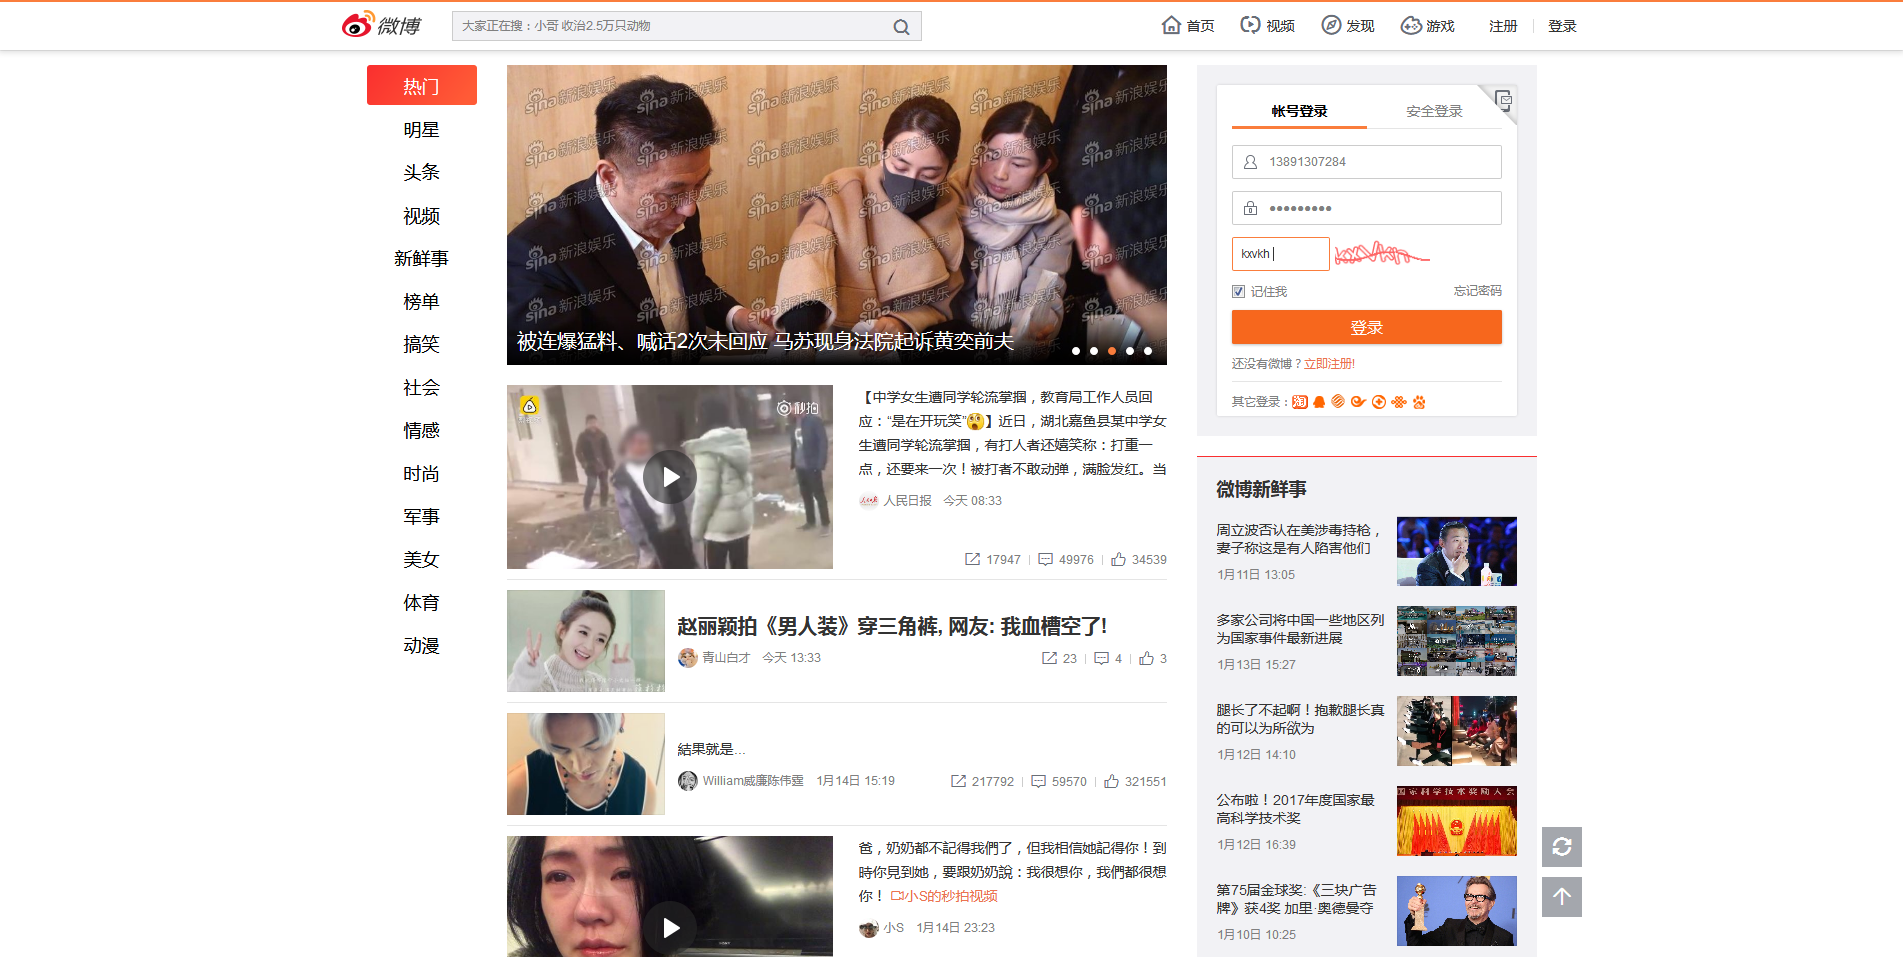 微博
大家正在搜：小哥 收治2.5万只动物
首页
视频
发现
游戏
注册
登录
热门
明星
头条
视频
新鲜事
榜单
搞笑
社会
情感
时尚
军事
美女
体育
动漫
sina新浪娱乐
被连爆猛料、喊话2次未回应 马苏现身法院起诉黄奕前夫
秒拍
【中学女生遭同学轮流掌掴，教育局工作人员回
应：“是在开玩笑”】近日，湖北嘉鱼县某中学女
生遭同学轮流掌掴，有打人者还嬉笑称：打重一
点，还要来一次！被打者不敢动弹，满脸发红。当
人民日报 今天 08:33
17947 49976 34539
赵丽颖拍《男人装》穿三角裤, 网友: 我血槽空了!
青山白才 今天 13:33
23 4 3
結果就是...
William威廉陈伟霆 1月14日 15:19
217792 59570 321551
爸，奶奶都不記得我們了，但我相信她記得你！到
時你見到她，要跟奶奶說：我很想你，我們都很想
你！ 小S的秒拍视频
小S 1月14日 23:23
帐号登录
安全登录
13891307284
kxvkh
记住我
忘记密码
登录
还没有微博？立即注册!
其它登录：
微博新鲜事
周立波否认在美涉毒持枪，
妻子称这是有人陷害他们
1月11日 13:05
多家公司将中国一些地区列
为国家事件最新进展
1月13日 15:27
腿长了不起啊！抱歉腿长真
的可以为所欲为
1月12日 14:10
公布啦！2017年度国家最
高科学技术奖
1月12日 16:39
国家科学技术奖励大会
第75届金球奖:《三块广告
牌》获4奖 加里·奥德曼夺
1月10日 10:25